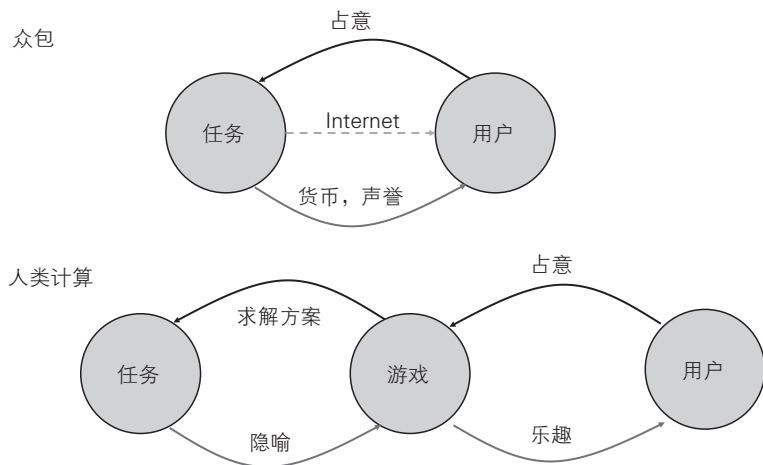 众包
占意
任务
Internet
用户
货币，声誉
人类计算
占意
求解方案
任务
游戏
用户
隐喻
乐趣